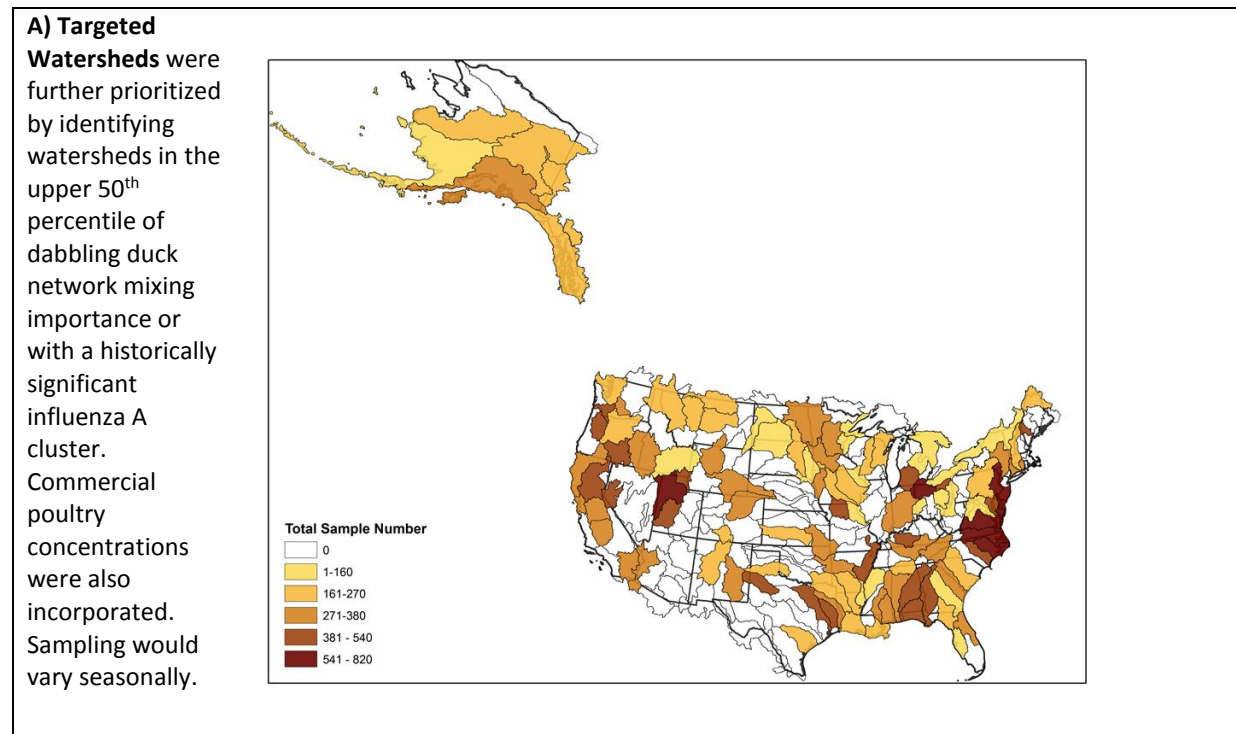 A) Targeted
Watersheds were
further prioritized
by identifying
watersheds in the
upper 50th
percentile of
dabbling duck
network mixing
importance or
with a historically
significant
influenza A
cluster.
Commercial
poultry
concentrations
were also
incorporated.
Sampling would
vary seasonally.
Total Sample Number
0
1-160
161-270
271-380
381 - 540
541 - 820